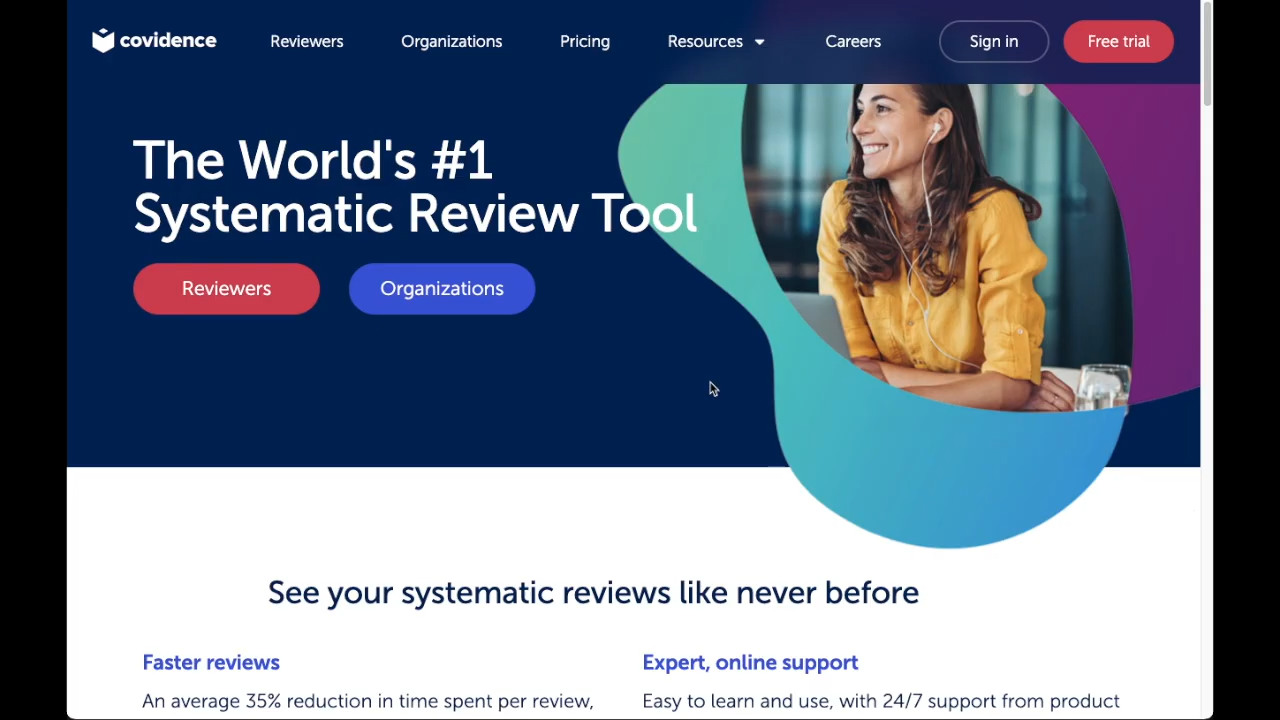 covidence Reviewers Organizations Pricing Resources Careers Sign in Free trial
The World's #1
Systematic Review Tool
Reviewers Organizations
See your systematic reviews like never before
Faster reviews
An average 35% reduction in time spent per review,
Expert, online support
Easy to learn and use, with 24/7 support from product